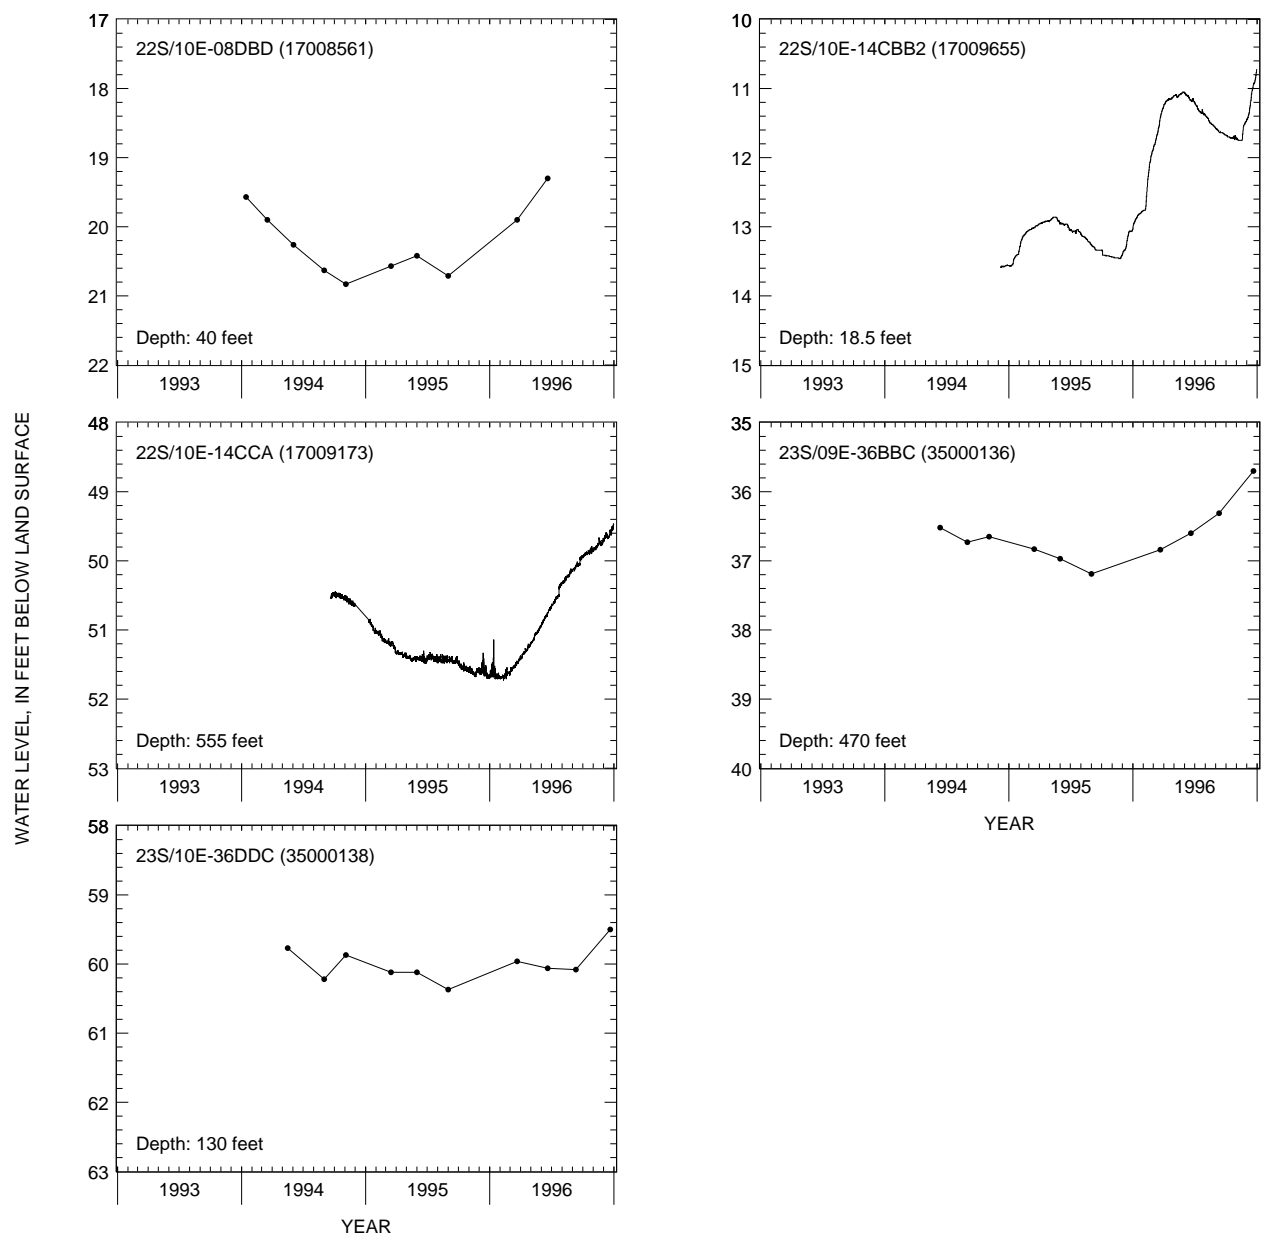 WATER LEVEL, IN FEET BELOW LAND SURFACE
17
18
19
20
21
22
22S/10E-08DBD (17008561)
Depth: 40 feet
1993 1994 1995 1996
10
11
12
13
14
15
22S/10E-14CBB2 (17009655)
Depth: 18.5 feet
1993 1994 1995 1996
48
49
50
51
52
53
22S/10E-14CCA (17009173)
Depth: 555 feet
1993 1994 1995 1996
35
36
37
38
39
40
23S/09E-36BBC (35000136)
Depth: 470 feet
1993 1994 1995 1996
YEAR
58
59
60
61
62
63
23S/10E-36DDC (35000138)
Depth: 130 feet
1993 1994 1995 1996
YEAR